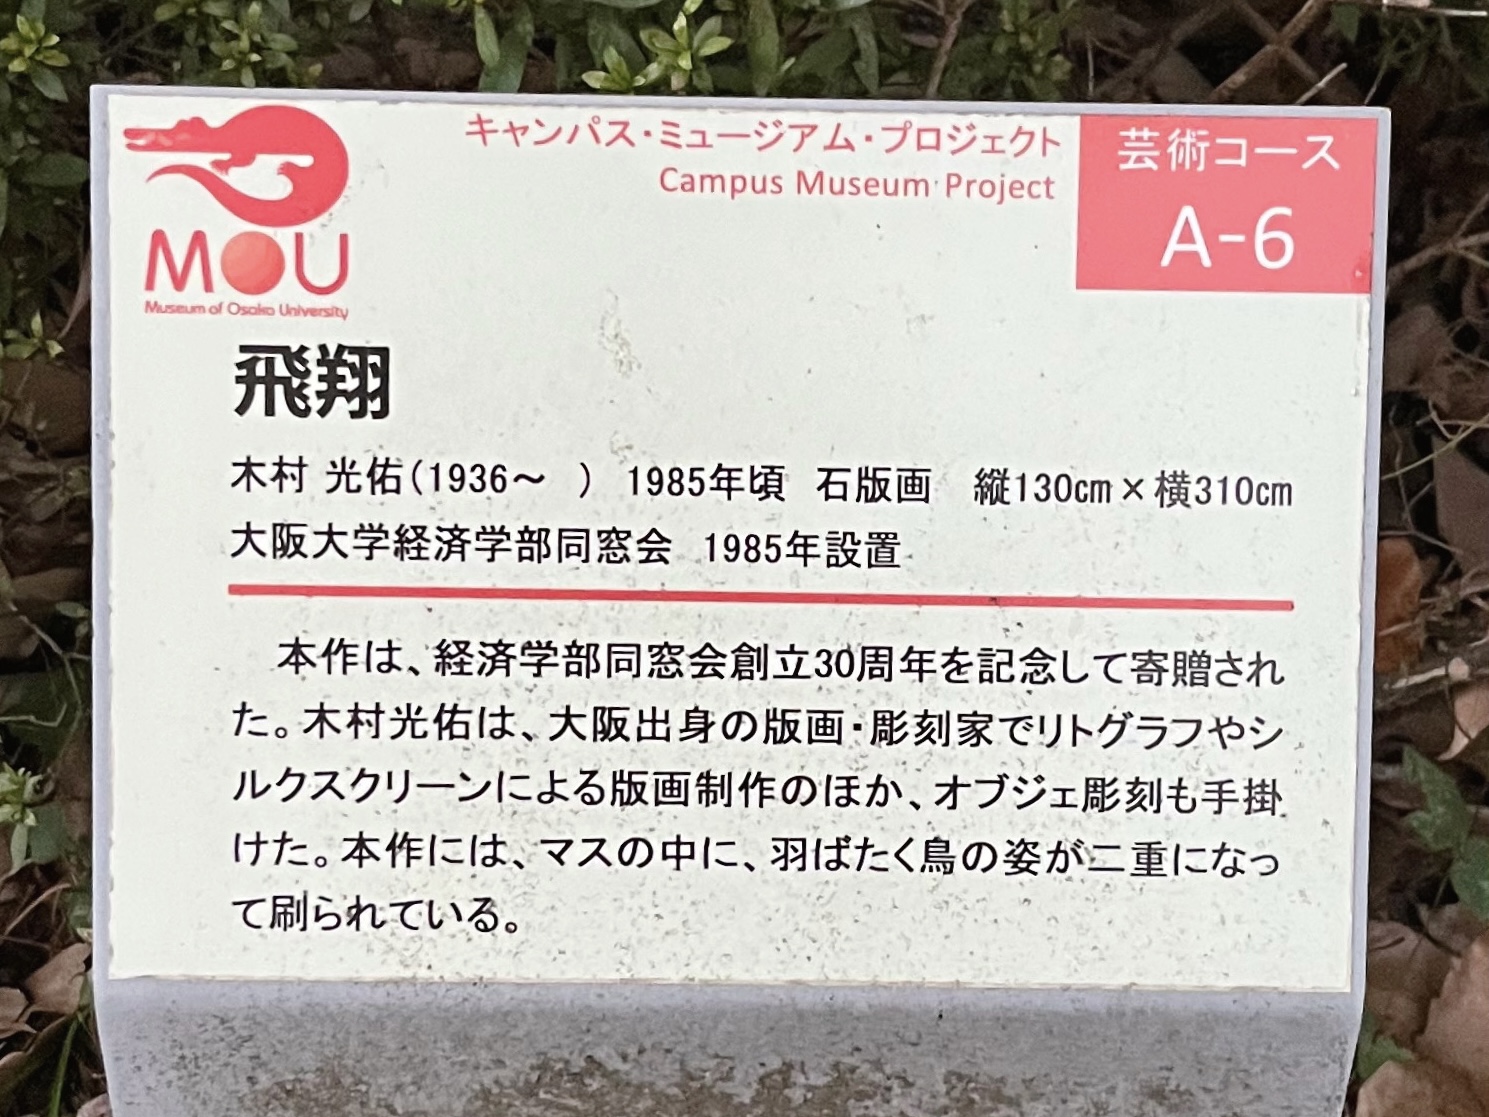 キャンパス・ミュージアム・プロジェクト
Campus Museum Project
芸術コース
A-6
MOU
Museum of Osaka University
飛翔
木村 光佑(1936〜　) 1985年頃　石版画　縦130㎝×横310㎝
大阪大学経済学部同窓会　1985年設置
本作は、経済学部同窓会創立30周年を記念して寄贈され
た。木村光佑は、大阪出身の版画・彫刻家でリトグラフやシ
ルクスクリーンによる版画制作のほか、オブジェ彫刻も手掛
けた。本作には、マスの中に、羽ばたく鳥の姿が二重になっ
て刷られている。